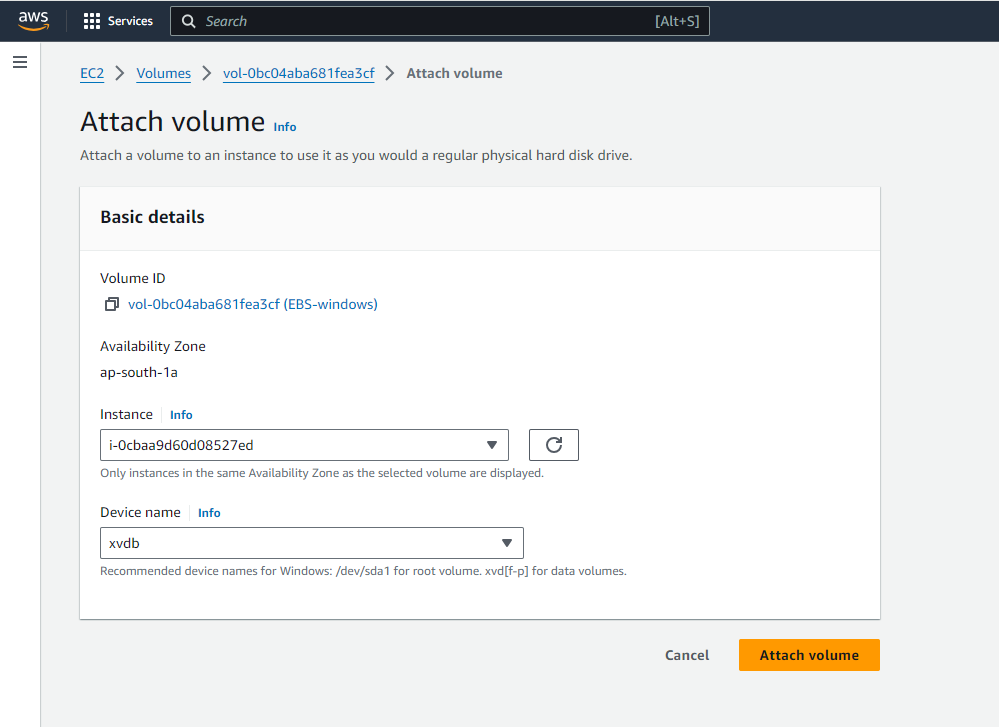 aws Services Search [Alt+S]
EC2 Volumes vol-0bc04aba681fea3cf Attach volume
Attach volume Info
Attach a volume to an instance to use it as you would a regular physical hard disk drive.
Basic details
Volume ID
vol-0bc04aba681fea3cf (EBS-windows)
Availability Zone
ap-south-1a
Instance Info
i-0cbaa9d60d08527ed
Only instances in the same Availability Zone as the selected volume are displayed.
Device name Info
xvdb
Recommended device names for Windows: /dev/sda1 for root volume. xvd[f-p] for data volumes.
Cancel Attach volume